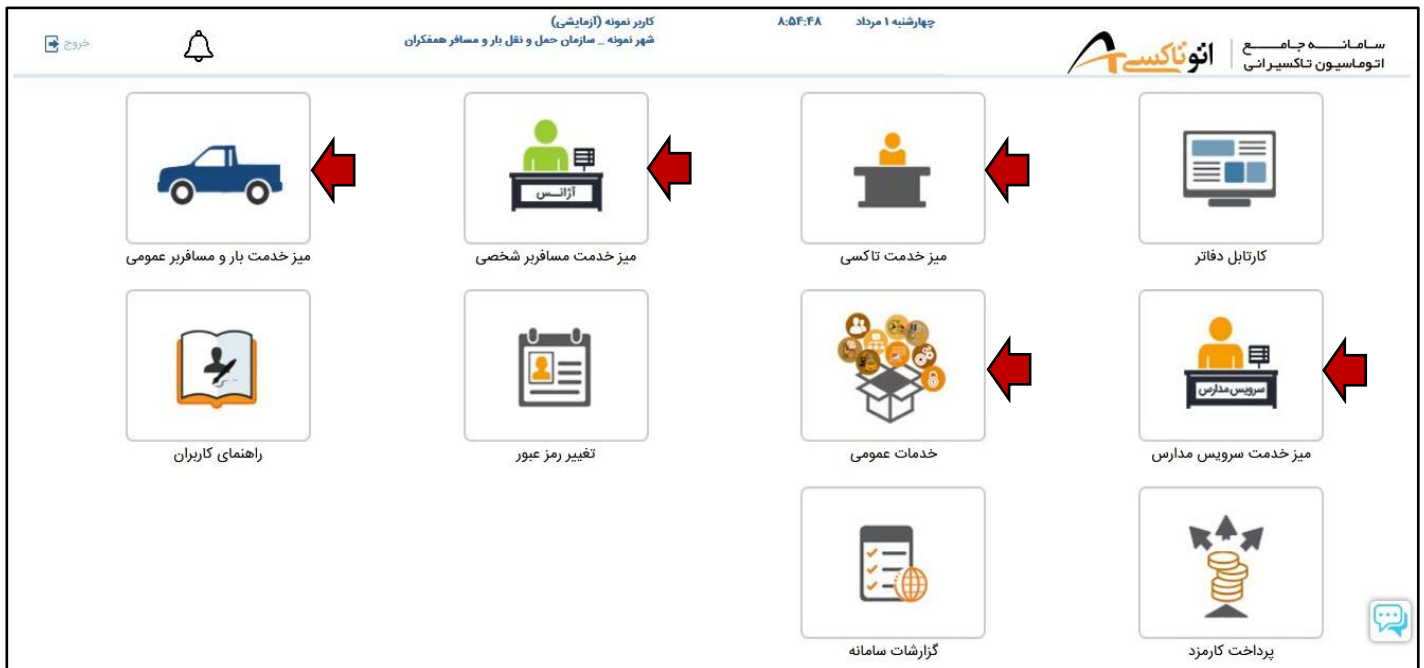 سامانه جامع
اتوماسیون تاکسیرانی
اتوتاکسی
چهارشنبه ۱ مرداد
۸:۵۴:۴۸
کاربر نمونه (آزمایشی)
شهر نمونه _ سازمان حمل و نقل بار و مسافر همفکران
خروج
کارتابل دفاتر
میز خدمت تاکسی
آژانس
میز خدمت مسافربر شخصی
میز خدمت بار و مسافربر عمومی
سرویس مدارس
میز خدمت سرویس مدارس
خدمات عمومی
تغییر رمز عبور
راهنمای کاربران
پرداخت کارمزد
گزارشات سامانه